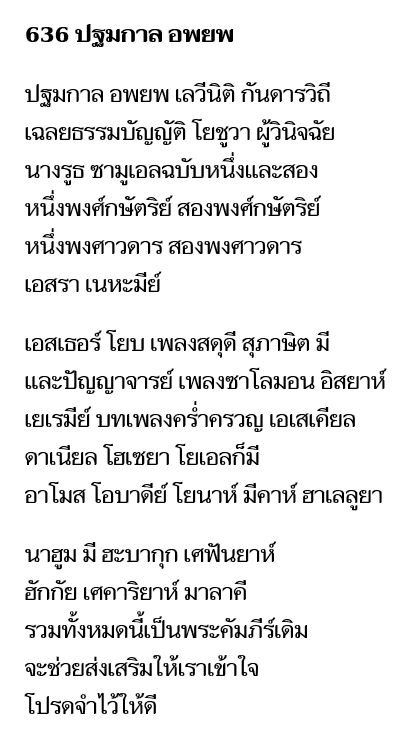 636 ปฐมกาล อพยพ
ปฐมกาล อพยพ เลวีนิติ กันดารวิถี
เฉลยธรรมบัญญัติ โยชูวา ผู้วินิจฉัย
นางรูธ ซามูเอลฉบับหนึ่งและสอง
หนึ่งพงศ์กษัตริย์ สองพงศ์กษัตริย์
หนึ่งพงศาวดาร สองพงศาวดาร
เอสรา เนหะมีย์
เอสเธอร์ โยบ เพลงสดุดี สุภาษิต มี
และปัญญาจารย์ เพลงซาโลมอน อิสยาห์
เยเรมีย์ บทเพลงคร่ำครวญ เอเสเคียล
ดาเนียล โฮเซยา โยเอลก็มี
อาโมส โอบาดีย์ โยนาห์ มีคาห์ ฮาเลลูยา
นาฮูม มี ฮะบากุก เศฟันยาห์
ฮักกัย เศคาริยาห์ มาลาคี
รวมทั้งหมดนี้เป็นพระคัมภีร์เดิม
จะช่วยส่งเสริมให้เราเข้าใจ
โปรดจำไว้ให้ดี